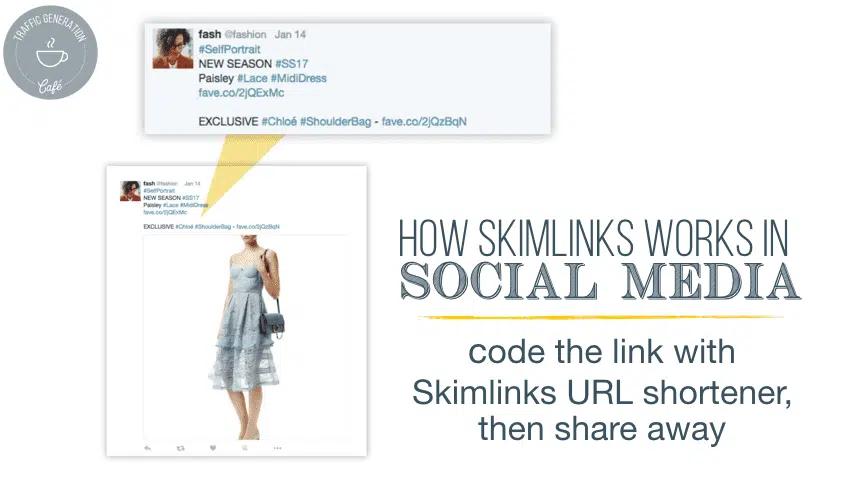 TRAFFIC GENERATION
Café
fash @fashion Jan 14
#SelfPortrait
NEW SEASON #SS17
Paisley #Lace #MidiDress
fave.co/2jQExMc
EXCLUSIVE #Chloé #ShoulderBag - fave.co/2jQzBqN
fash @fashion Jan 14
#SelfPortrait
NEW SEASON #SS17
Paisley #Lace #MidiDress
fave.co/2jQExMc
EXCLUSIVE #Chloé #ShoulderBag - fave.co/2jQzBqN
HOW SKIMLINKS WORKS IN
SOCIAL MEDIA
code the link with
Skimlinks URL shortener,
then share away